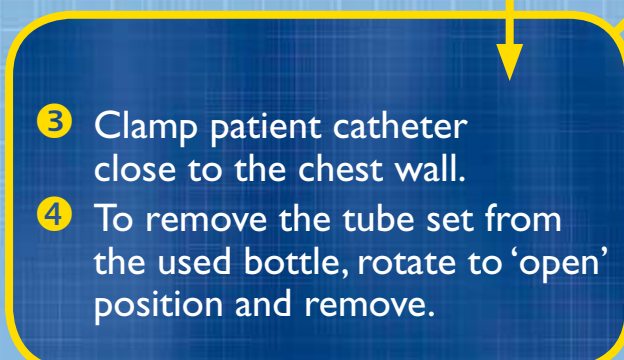 3 Clamp patient catheter
close to the chest wall.
4 To remove the tube set from
the used bottle, rotate to ‘open’
position and remove.